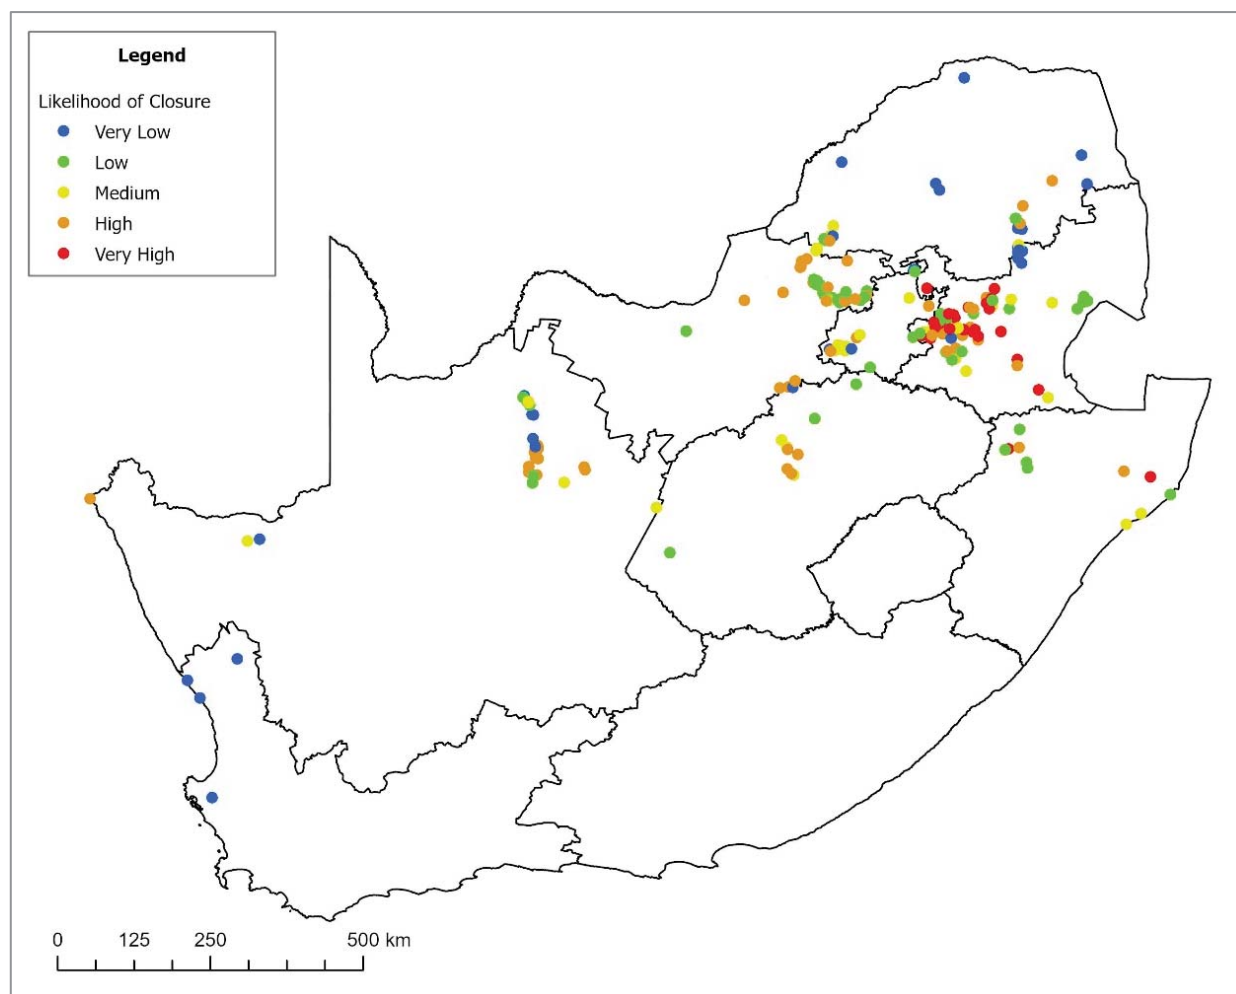 Legend
Likelihood of Closure
Very Low
Low
Medium
High
Very High
0 125 250 500 km